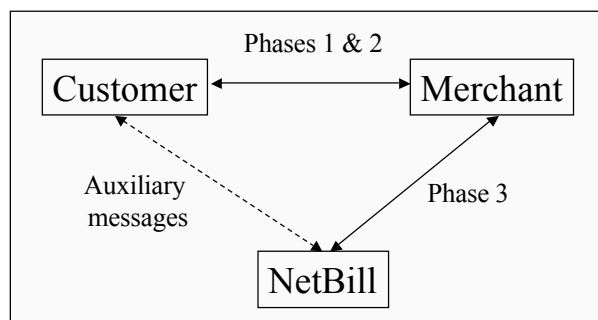 Phases 1 & 2
Customer
Merchant
Auxiliary
messages
Phase 3
NetBill